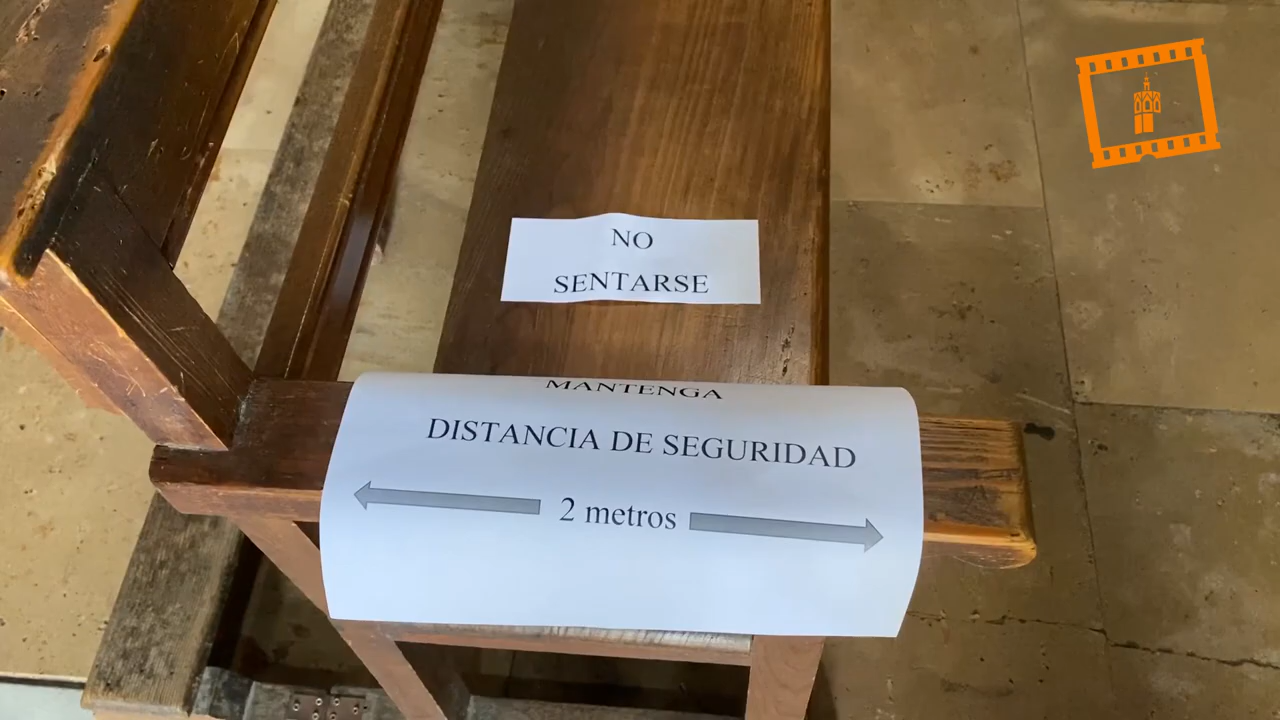 NO
SENTARSE
MANTENGA
DISTANCIA DE SEGURIDAD
2 metros